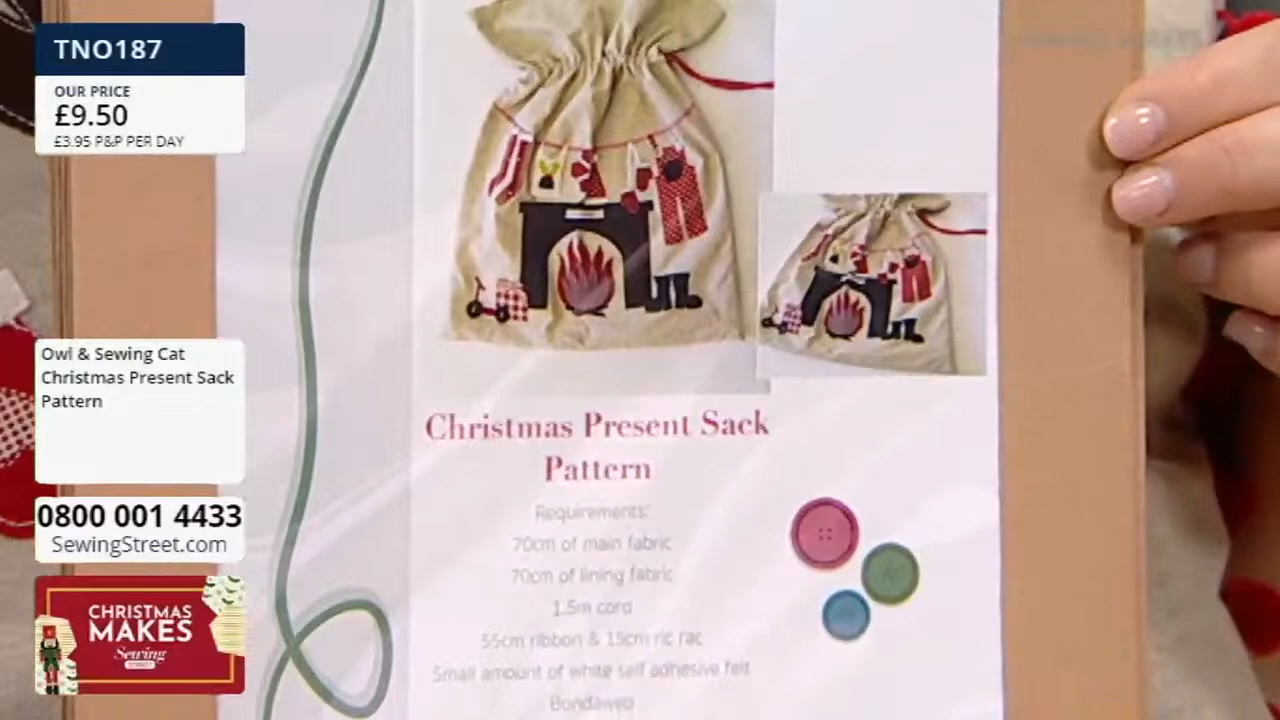 TNO187
OUR PRICE
£9.50
£3.95 P&P PER DAY
Owl & Sewing Cat
Christmas Present Sack
Pattern
0800 001 4433
SewingStreet.com
CHRISTMAS
MAKES
Sewing
STREET
Christmas Present Sack
Pattern
Requirements:
70cm of main fabric
70cm of lining fabric
1.5m cord
55cm ribbon & 15cm ric rac
Small amount of white self adhesive felt
Bondaweb